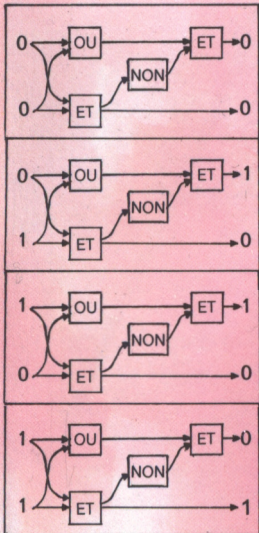 0 OU ET 0
NON
0 ET 0
0 OU ET 1
NON
1 ET 0
1 OU ET 1
NON
0 ET 0
1 OU ET 0
NON
1 ET 1